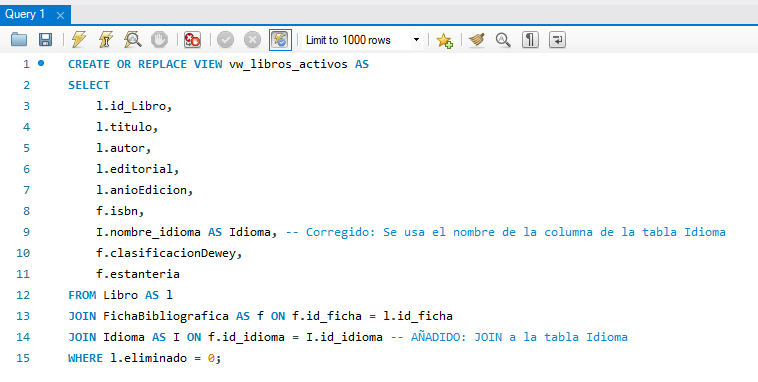 Query 1
Limit to 1000 rows
1 CREATE OR REPLACE VIEW vw_libros_activos AS
2 SELECT
3 l.id_Libro,
4 l.titulo,
5 l.autor,
6 l.editorial,
7 l.anioEdicion,
8 f.isbn,
9 I.nombre_idioma AS Idioma, -- Corregido: Se usa el nombre de la columna de la tabla Idioma
10 f.clasificacionDewey,
11 f.estanteria
12 FROM Libro AS l
13 JOIN FichaBibliografica AS f ON f.id_ficha = l.id_ficha
14 JOIN Idioma AS I ON f.id_idioma = I.id_idioma -- AÑADIDO: JOIN a la tabla Idioma
15 WHERE l.eliminado = 0;